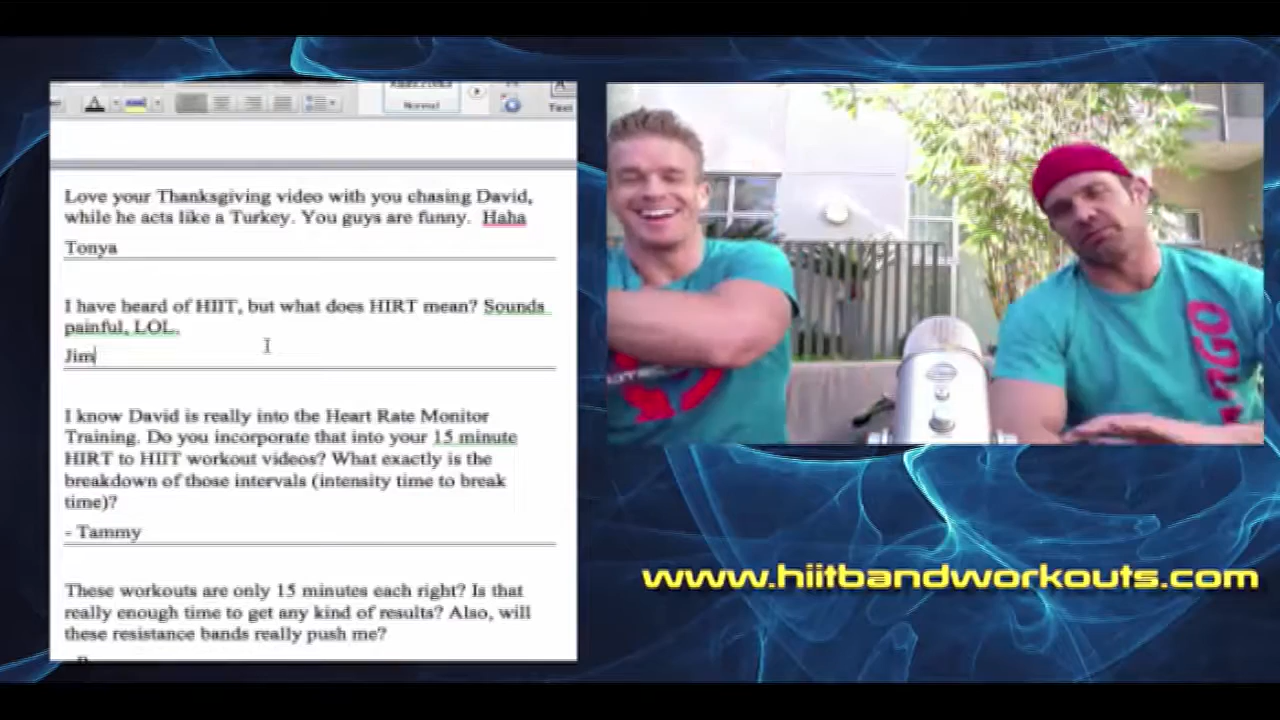 Normal
Text
Love your Thanksgiving video with you chasing David,
while he acts like a Turkey. You guys are funny. Haha
Tonya
I have heard of HIIT, but what does HIRT mean? Sounds
painful, LOL.
Jim
I know David is really into the Heart Rate Monitor
Training. Do you incorporate that into your 15 minute
HIRT to HIIT workout videos? What exactly is the
breakdown of those intervals (intensity time to break
time)?
- Tammy
These workouts are only 15 minutes each right? Is that
really enough time to get any kind of results? Also, will
these resistance bands really push me?
www.hiitbandworkouts.com